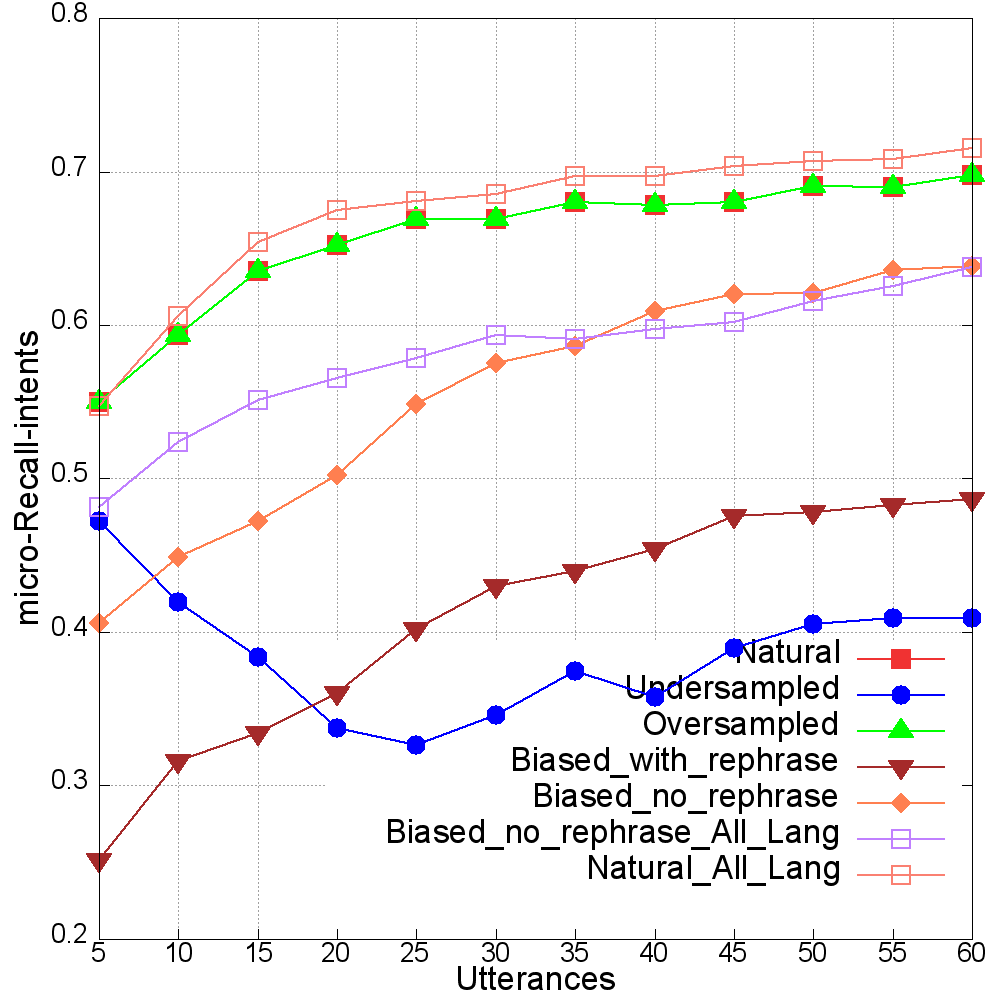 0.8
0.7
0.6
0.5
0.4
0.3
0.2
micro-Recall-intents
Natural
Undersampled
Oversampled
Biased_with_rephrase
Biased_no_rephrase
Biased_no_rephrase_All_Lang
Natural_All_Lang
5 10 15 20 25 30 35 40 45 50 55 60
Utterances